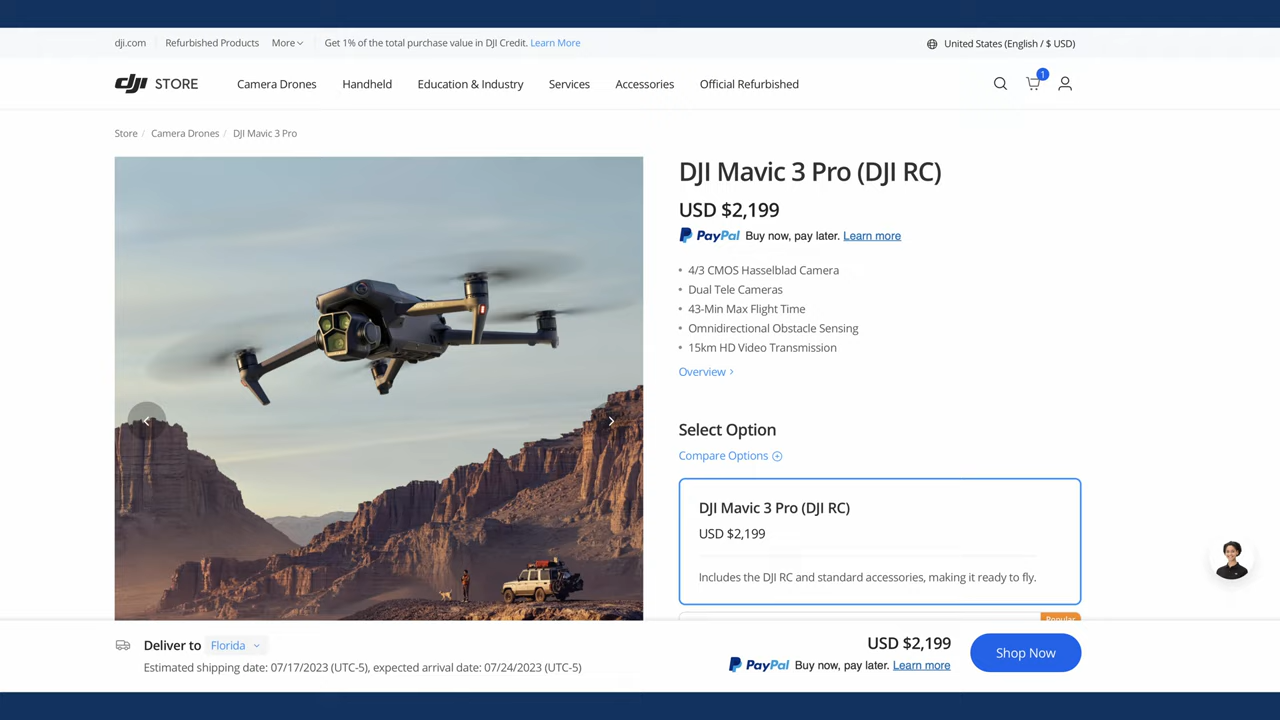 dji.com Refurbished Products More Get 1% of the total purchase value in DJI Credit. Learn More United States (English / $ USD)
dji STORE Camera Drones Handheld Education & Industry Services Accessories Official Refurbished 1
Store / Camera Drones / DJI Mavic 3 Pro
DJI Mavic 3 Pro (DJI RC)
USD $2,199
PayPal Buy now, pay later. Learn more
• 4/3 CMOS Hasselblad Camera
• Dual Tele Cameras
• 43-Min Max Flight Time
• Omnidirectional Obstacle Sensing
• 15km HD Video Transmission
Overview >
Select Option
Compare Options
DJI Mavic 3 Pro (DJI RC)
USD $2,199
Includes the DJI RC and standard accessories, making it ready to fly.
Popular
Deliver to Florida
Estimated shipping date: 07/17/2023 (UTC-5), expected arrival date: 07/24/2023 (UTC-5)
USD $2,199
PayPal Buy now, pay later. Learn more
Shop Now